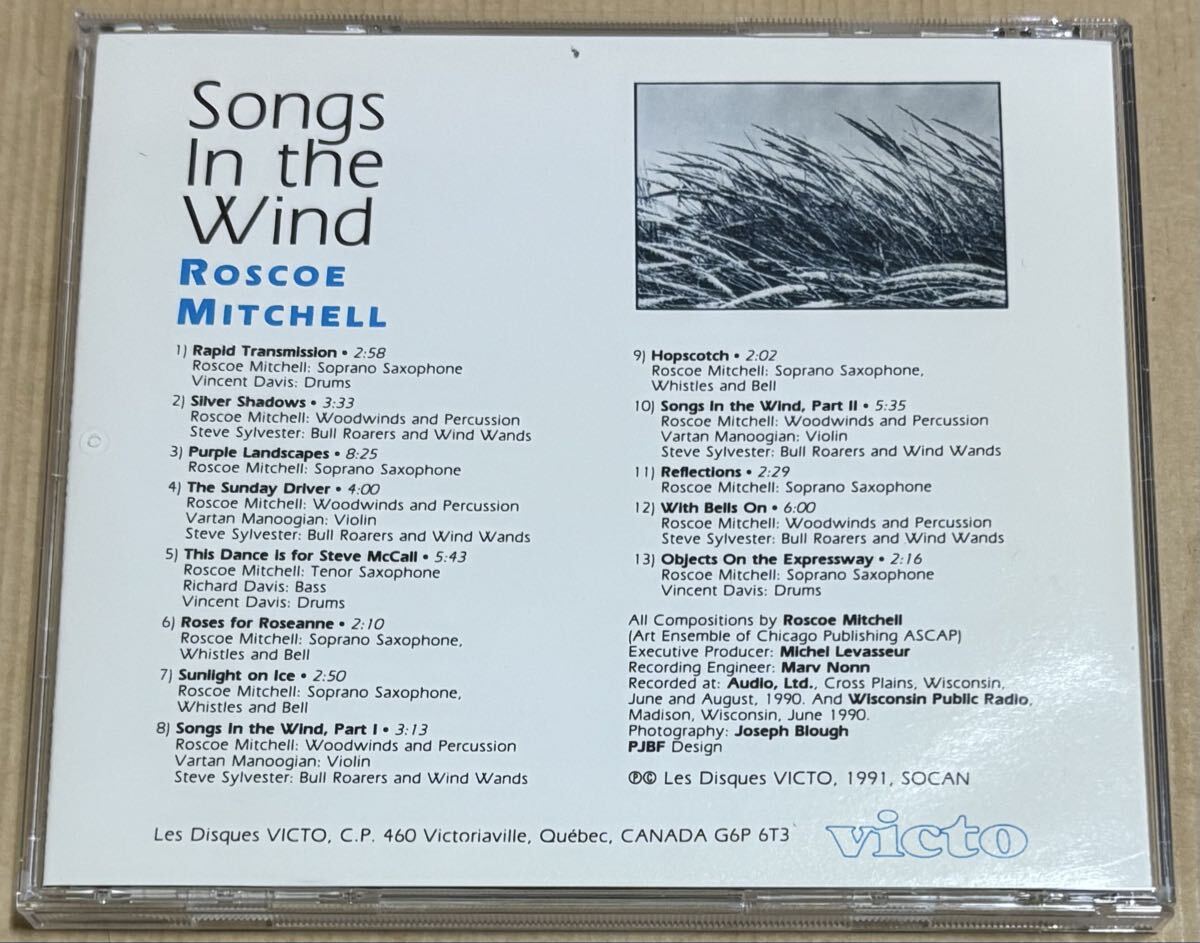 Songs
In the
Wind
ROSCOE
MITCHELL
1) Rapid Transmission • 2:58
Roscoe Mitchell: Soprano Saxophone
Vincent Davis: Drums
2) Silver Shadows • 3:33
Roscoe Mitchell: Woodwinds and Percussion
Steve Sylvester: Bull Roarers and Wind Wands
3) Purple Landscapes • 8:25
Roscoe Mitchell: Soprano Saxophone
4) The Sunday Driver • 4:00
Roscoe Mitchell: Woodwinds and Percussion
Vartan Manoogian: Violin
Steve Sylvester: Bull Roarers and Wind Wands
5) This Dance is for Steve McCall • 5:43
Roscoe Mitchell: Tenor Saxophone
Richard Davis: Bass
Vincent Davis: Drums
6) Roses for Roseanne • 2:10
Roscoe Mitchell: Soprano Saxophone,
Whistles and Bell
7) Sunlight on Ice • 2:50
Roscoe Mitchell: Soprano Saxophone,
Whistles and Bell
8) Songs In the Wind, Part I • 3:13
Roscoe Mitchell: Woodwinds and Percussion
Vartan Manoogian: Violin
Steve Sylvester: Bull Roarers and Wind Wands
9) Hopscotch • 2:02
Roscoe Mitchell: Soprano Saxophone,
Whistles and Bell
10) Songs In the Wind, Part II • 5:35
Roscoe Mitchell: Woodwinds and Percussion
Vartan Manoogian: Violin
Steve Sylvester: Bull Roarers and Wind Wands
11) Reflections • 2:29
Roscoe Mitchell: Soprano Saxophone
12) With Bells On • 6:00
Roscoe Mitchell: Woodwinds and Percussion
Steve Sylvester: Bull Roarers and Wind Wands
13) Objects On the Expressway • 2:16
Roscoe Mitchell: Soprano Saxophone
Vincent Davis: Drums
All Compositions by Roscoe Mitchell
(Art Ensemble of Chicago Publishing ASCAP)
Executive Producer: Michel Levasseur
Recording Engineer: Marv Nonn
Recorded at: Audio, Ltd., Cross Plains, Wisconsin,
June and August, 1990. And Wisconsin Public Radio,
Madison, Wisconsin, June 1990.
Photography: Joseph Blough
PJBF Design
℗© Les Disques VICTO, 1991, SOCAN
Les Disques VICTO, C.P. 460 Victoriaville, Québec, CANADA G6P 6T3
victo